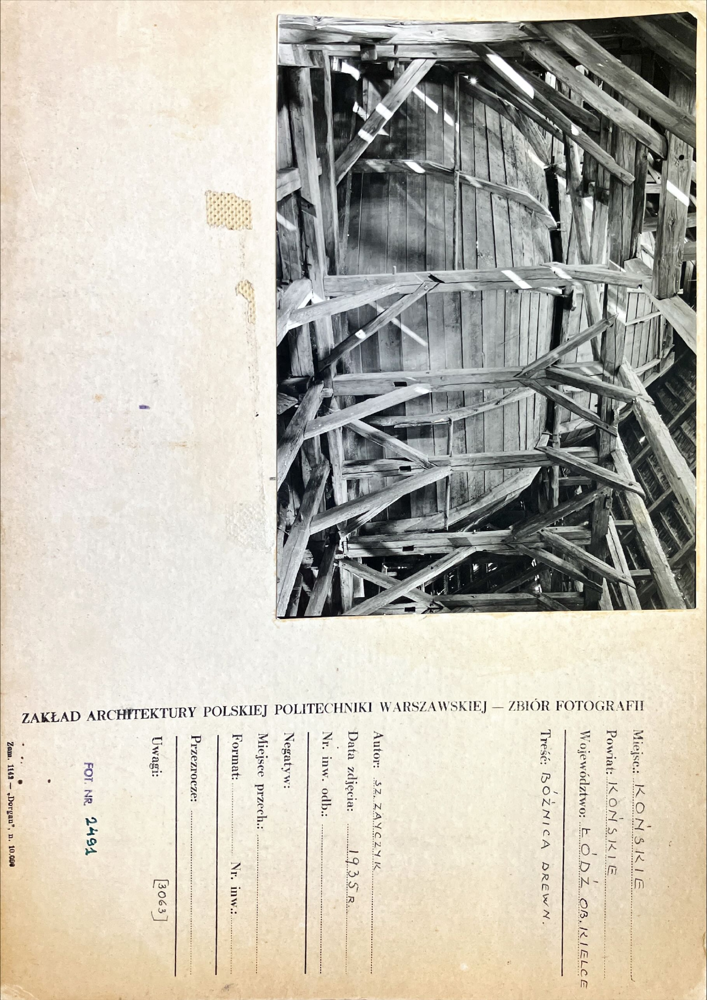 ZAKŁAD ARCHITEKTURY POLSKIEJ POLITECHNIKI WARSZAWSKIEJ — ZBIÓR FOTOGRAFII
Miejsc.: KOŃSKIE
Powiat: KOŃSKIE
Województwo: ŁÓDŹ OB. KIELCE
Treść: BÓŻNICA DREWN.
Autor: SZ. ZAYCZYK
Data zdjęcia: 1935 R.
Nr. inw. odb.:
Negatyw:
Miejsce przech.:
Format: Nr. inw.:
Przezrocze:
Uwagi: [3063]
FOT. NR. 2491
Zam. 1142 — „Dorgan”, n. 10.000